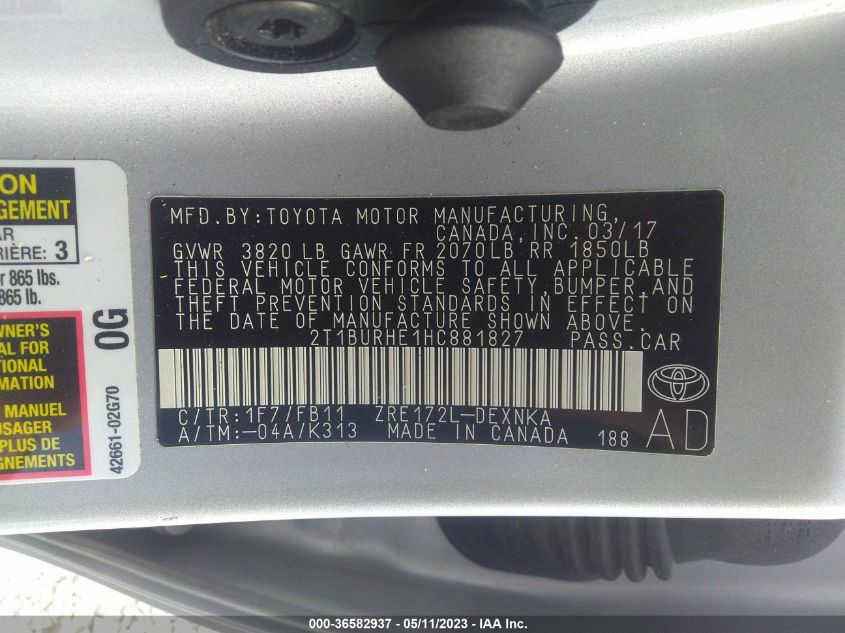 ON
GEMENT
AR
RIÈRE: 3
r 865 lbs.
865 lb.
WNER'S
AL FOR
TIONAL
RMATION
MANUEL
USAGER
PLUS DE
GNEMENTS
0G
42661-02G70
MFD.BY:TOYOTA MOTOR MANUFACTURING,
CANADA, INC. 03/17
GVWR 3820 LB GAWR FR 2070LB RR 1850LB
THIS VEHICLE CONFORMS TO ALL APPLICABLE
FEDERAL MOTOR VEHICLE SAFETY, BUMPER, AND
THEFT PREVENTION STANDARDS IN EFFECT ON
THE DATE OF MANUFACTURE SHOWN ABOVE.
2T1BURHE1HC881827 PASS.CAR
C/TR:1F7/FB11 ZRE172L-DEXNKA
A/TM:-04A/K313 MADE IN CANADA 188 AD
000-36582937 - 05/11/2023 - IAA Inc.